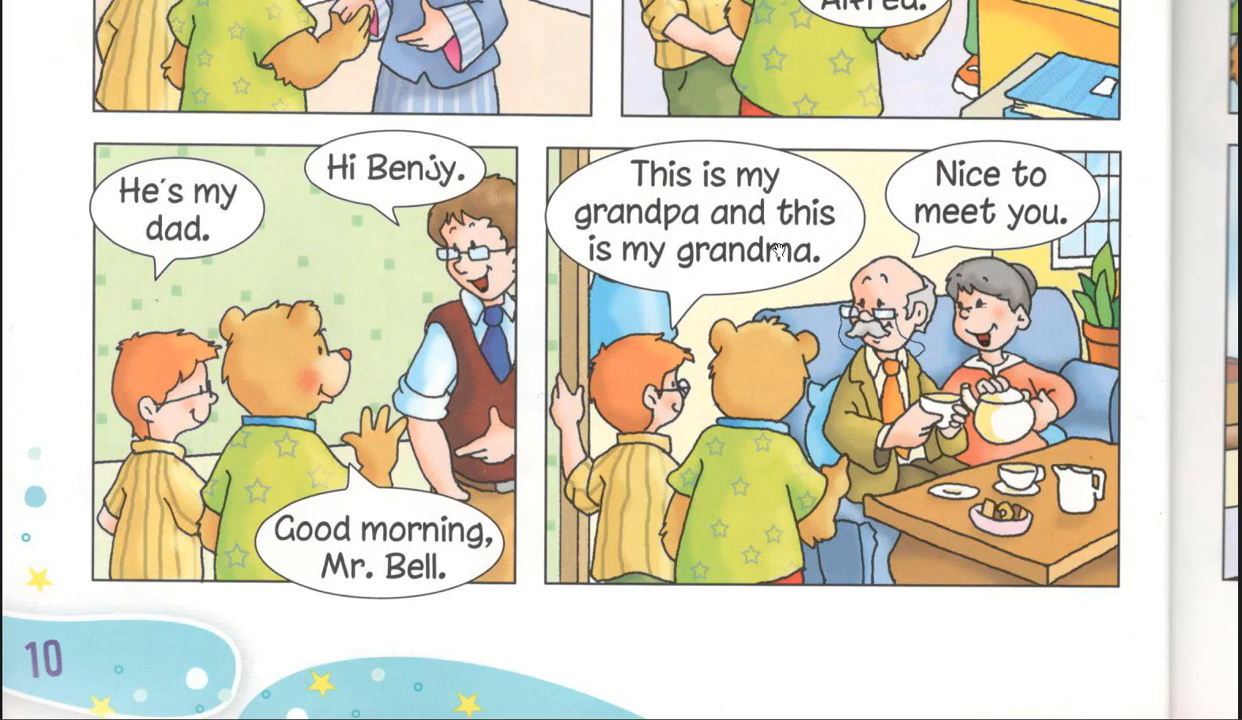 Alfred.
He's my
dad.
Hi Benjy.
Good morning,
Mr. Bell.
This is my
grandpa and this
is my grandma.
Nice to
meet you.
10